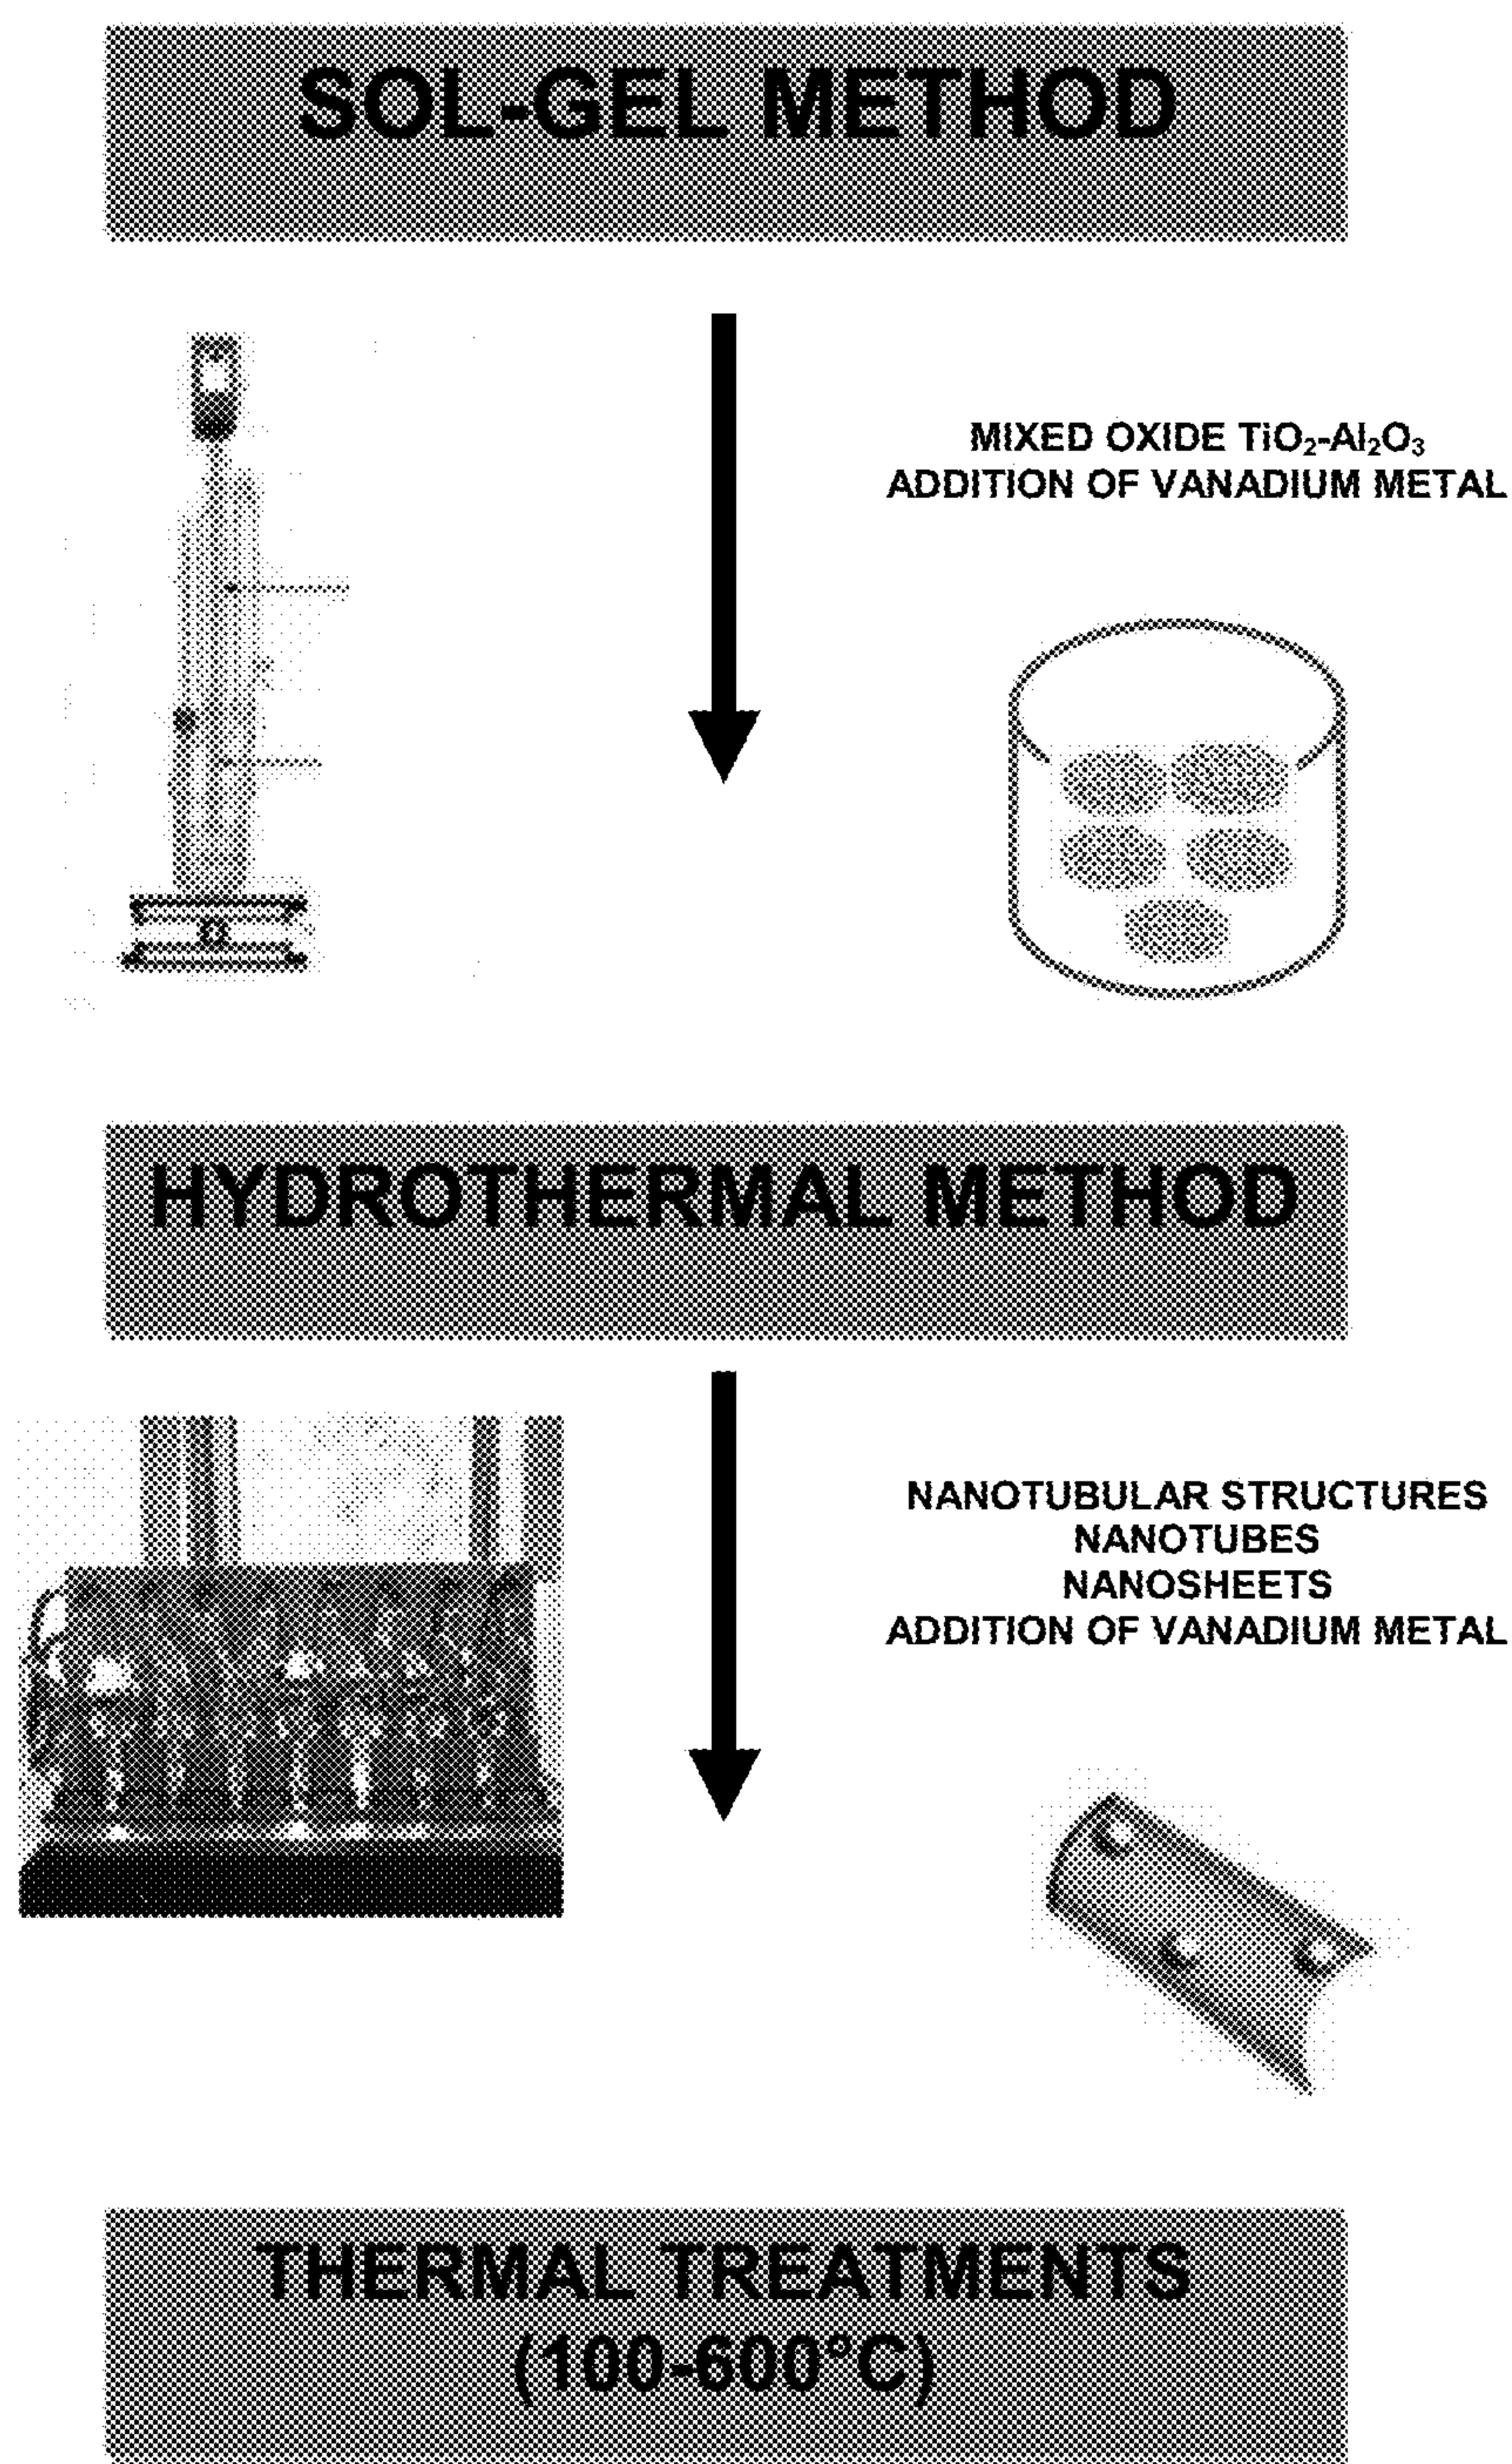 SOL-GEL METHOD
MIXED OXIDE TiO₂-Al₂O₃
ADDITION OF VANADIUM METAL
HYDROTHERMAL METHOD
NANOTUBULAR STRUCTURES
NANOTUBES
NANOSHEETS
ADDITION OF VANADIUM METAL
THERMAL TREATMENTS
(100-600°C)